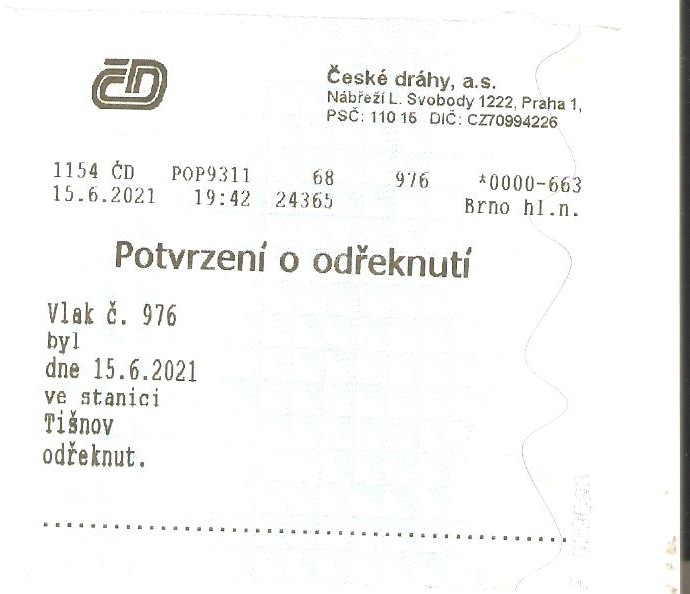 ČD
České dráhy, a.s.
Nábřeží L. Svobody 1222, Praha 1,
PSČ: 110 15 DIČ: CZ70994226
1154 ČD POP9311 68 976 *0000-663
15.6.2021 19:42 24365 Brno hl.n.
Potvrzení o odřeknutí
Vlak č. 976
byl
dne 15.6.2021
ve stanici
Tišnov
odřeknut.